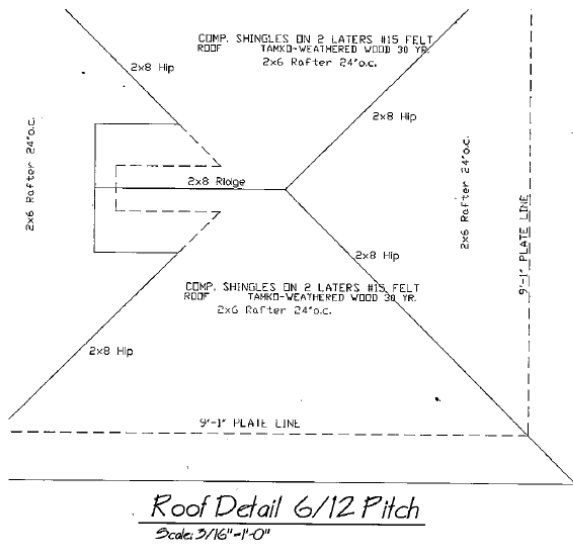 COMP. SHINGLES ON 2 LATERS #15 FELT
ROOF TAMKO-WEATHERED WOOD 30 YR.
2x6 Rafter 24"o.c.
2x8 Hip
2x8 Hip
2x6 Rafter 24"o.c.
2x6 Rafter 24"o.c.
2x8 Ridge
9'-1" PLATE LINE
2x8 Hip
COMP. SHINGLES ON 2 LATERS #15 FELT
ROOF TAMKO-WEATHERED WOOD 30 YR.
2x6 Rafter 24"o.c.
2x8 Hip
9'-1" PLATE LINE
Roof Detail 6/12 Pitch
Scale: 3/16"=1'-0"